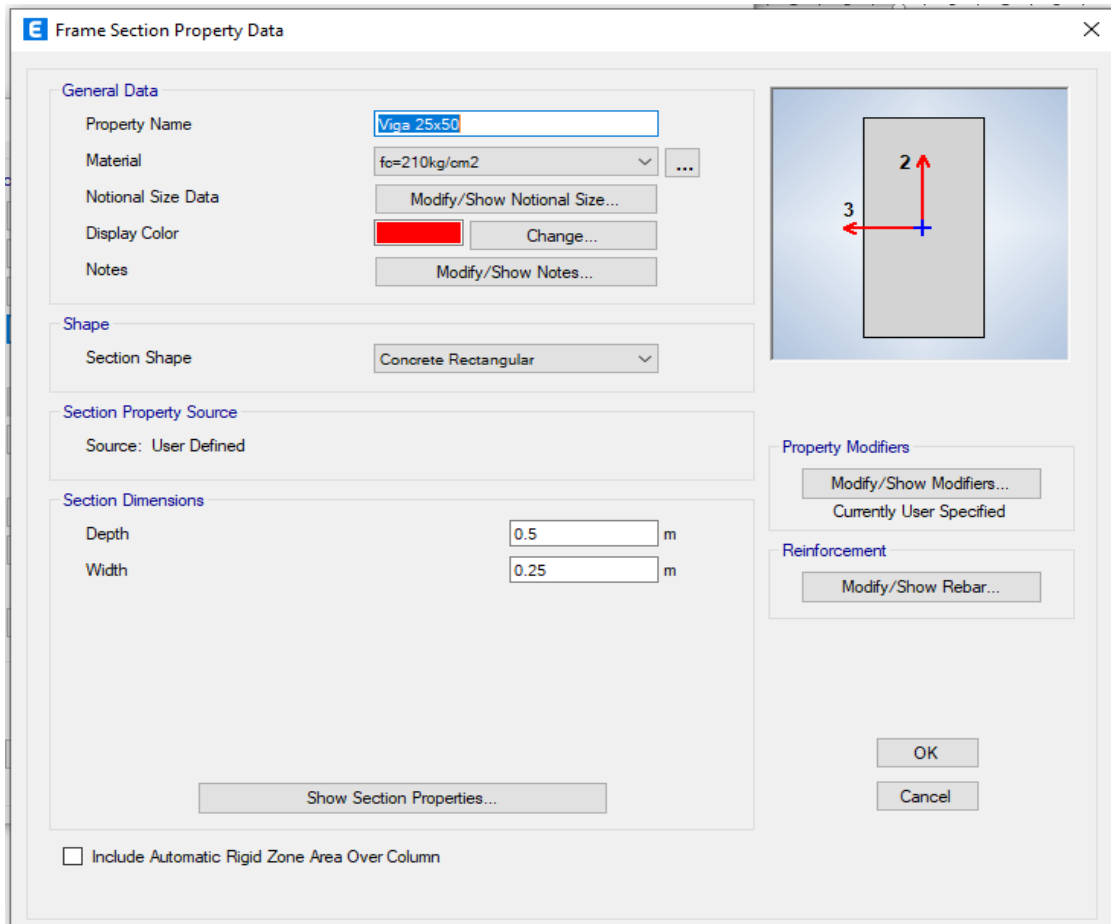 E Frame Section Property Data
General Data
Property Name Viga 25x50
Material fc=210kg/cm2 ...
Notional Size Data Modify/Show Notional Size...
Display Color Change...
Notes Modify/Show Notes...
2
3
Shape
Section Shape Concrete Rectangular
Section Property Source
Source: User Defined
Property Modifiers
Modify/Show Modifiers...
Currently User Specified
Section Dimensions
Depth 0.5 m
Width 0.25 m
Reinforcement
Modify/Show Rebar...
Show Section Properties...
OK
Cancel
Include Automatic Rigid Zone Area Over Column